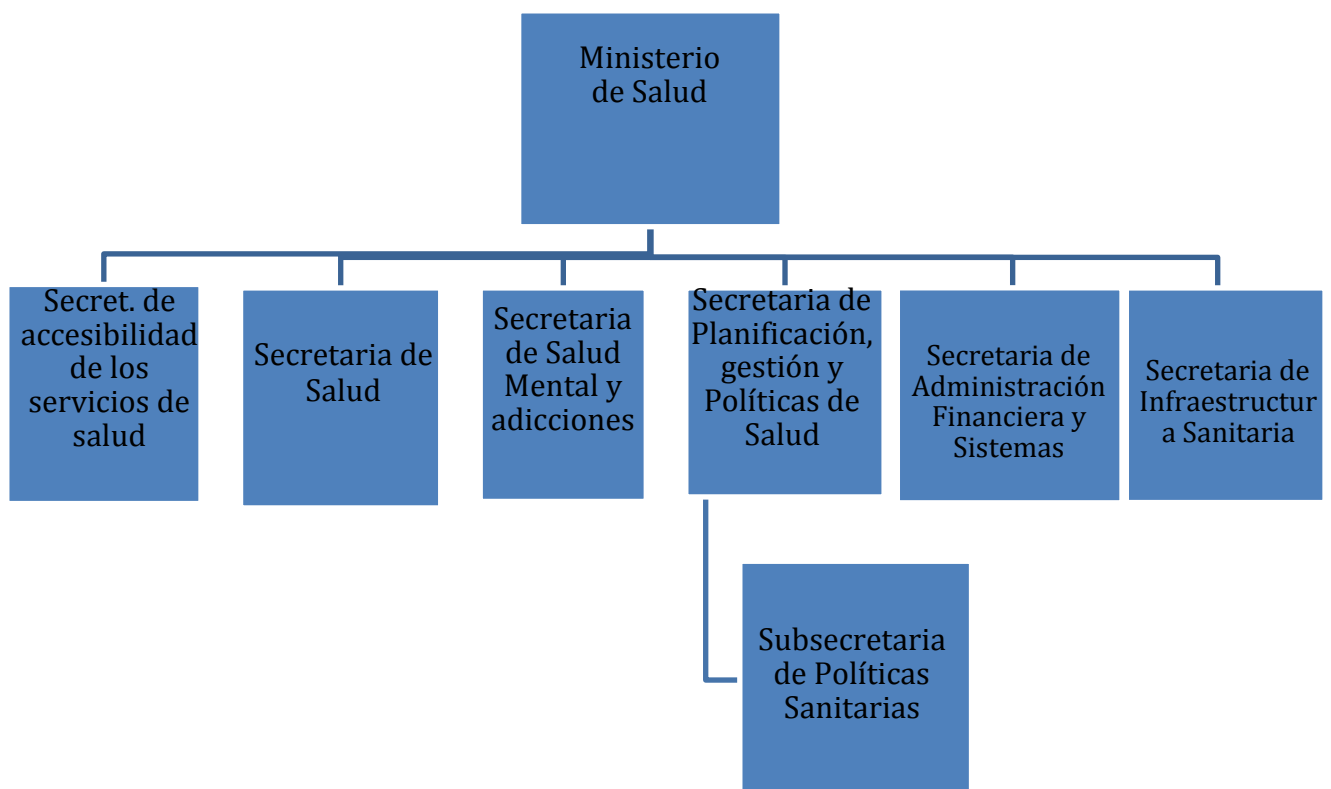 Ministerio
de Salud
Secret. de
accesibilidad
de los
servicios de
salud
Secretaria de
Salud
Secretaria
de Salud
Mental y
adicciones
Secretaria de
Planificación,
gestión y
Políticas de
Salud
Secretaria de
Administración
Financiera y
Sistemas
Secretaria de
Infraestructur
a Sanitaria
Subsecretaria
de Políticas
Sanitarias